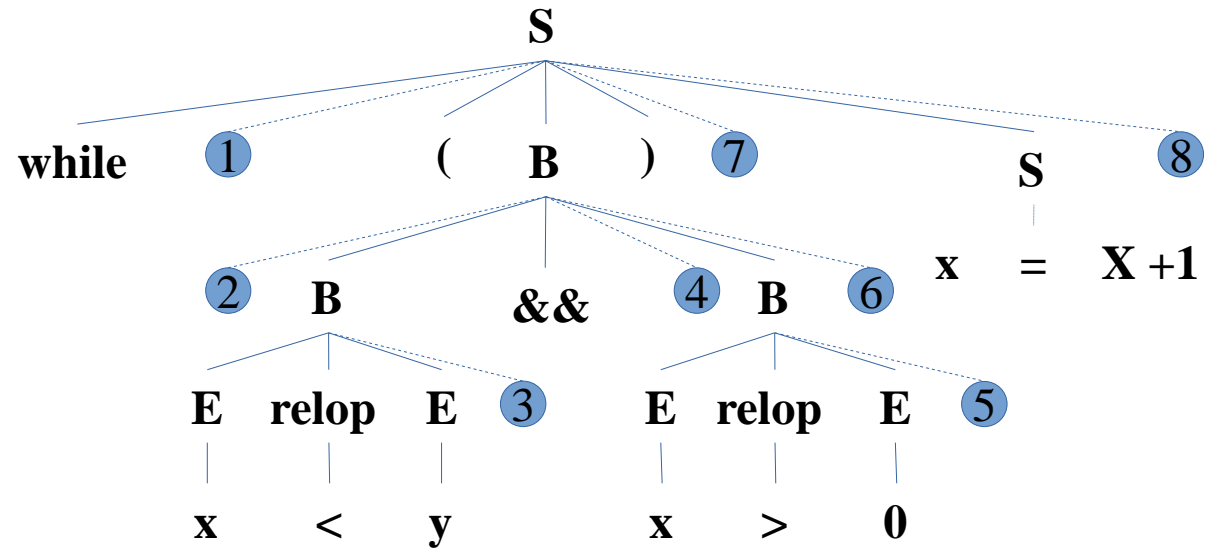 S
while 1 ( B ) 7 S 8
2 B && 4 B 6 x = X +1
E relop E 3 E relop E 5
x < y x > 0